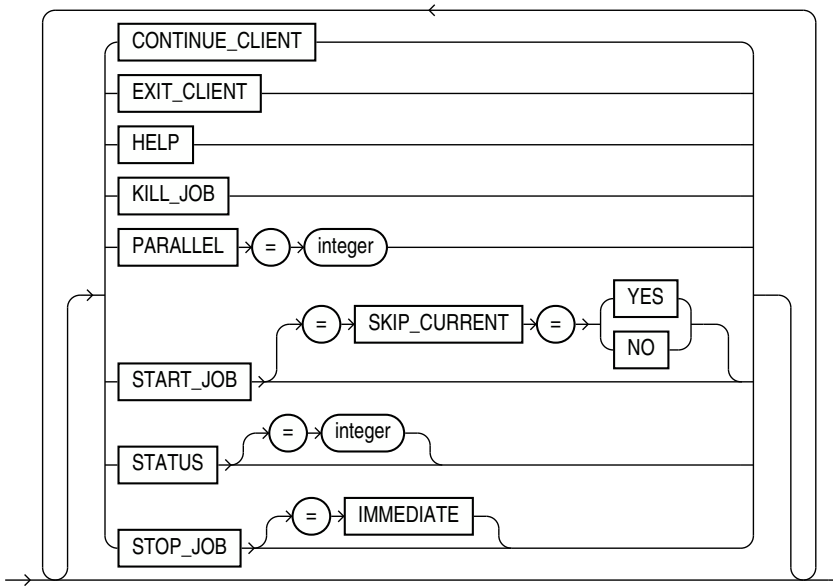 CONTINUE_CLIENT
EXIT_CLIENT
HELP
KILL_JOB
PARALLEL = integer
YES
= SKIP_CURRENT =
NO
START_JOB
= integer
STATUS
= IMMEDIATE
STOP_JOB